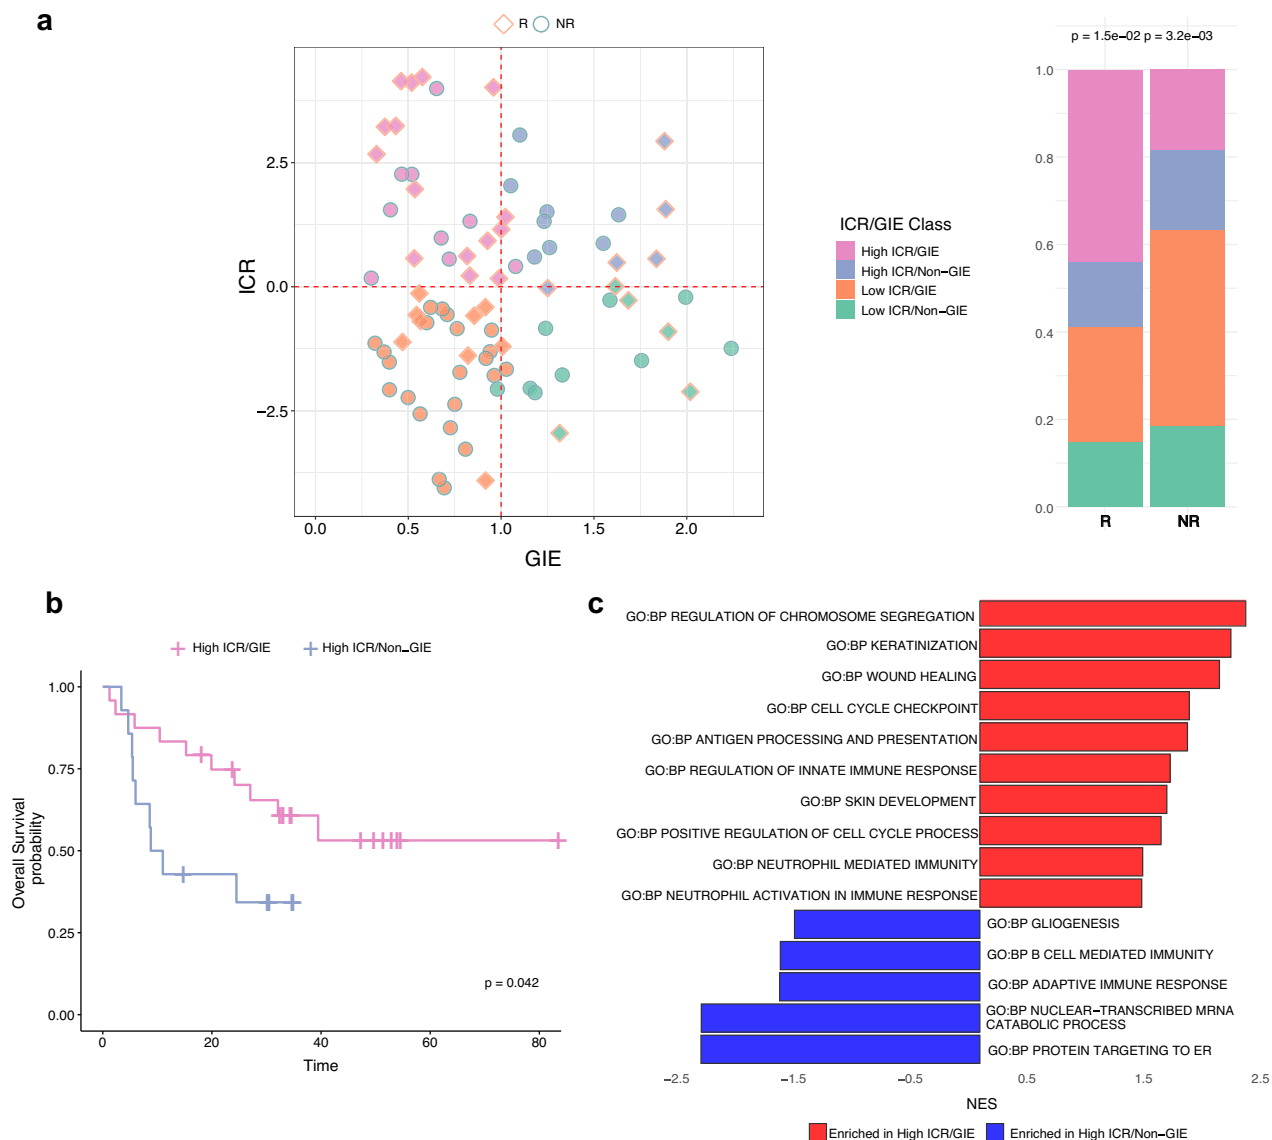 a
R NR
p = 1.5e−02 p = 3.2e−03
ICR
2.5
0.0
−2.5
0.0 0.5 1.0 1.5 2.0
GIE
ICR/GIE Class
High ICR/GIE
High ICR/Non−GIE
Low ICR/GIE
Low ICR/Non−GIE
1.0
0.8
0.6
0.4
0.2
0.0
R NR
b
High ICR/GIE High ICR/Non−GIE
Overall Survival
probability
1.00
0.75
0.50
0.25
0.00
p = 0.042
0 20 40 60 80
Time
c
GO:BP REGULATION OF CHROMOSOME SEGREGATION
GO:BP KERATINIZATION
GO:BP WOUND HEALING
GO:BP CELL CYCLE CHECKPOINT
GO:BP ANTIGEN PROCESSING AND PRESENTATION
GO:BP REGULATION OF INNATE IMMUNE RESPONSE
GO:BP SKIN DEVELOPMENT
GO:BP POSITIVE REGULATION OF CELL CYCLE PROCESS
GO:BP NEUTROPHIL MEDIATED IMMUNITY
GO:BP NEUTROPHIL ACTIVATION IN IMMUNE RESPONSE
GO:BP GLIOGENESIS
GO:BP B CELL MEDIATED IMMUNITY
GO:BP ADAPTIVE IMMUNE RESPONSE
GO:BP NUCLEAR−TRANSCRIBED MRNA
CATABOLIC PROCESS
GO:BP PROTEIN TARGETING TO ER
−2.5 −1.5 −0.5 0.5 1.5 2.5
NES
Enriched in High ICR/GIE Enriched in High ICR/Non−GIE